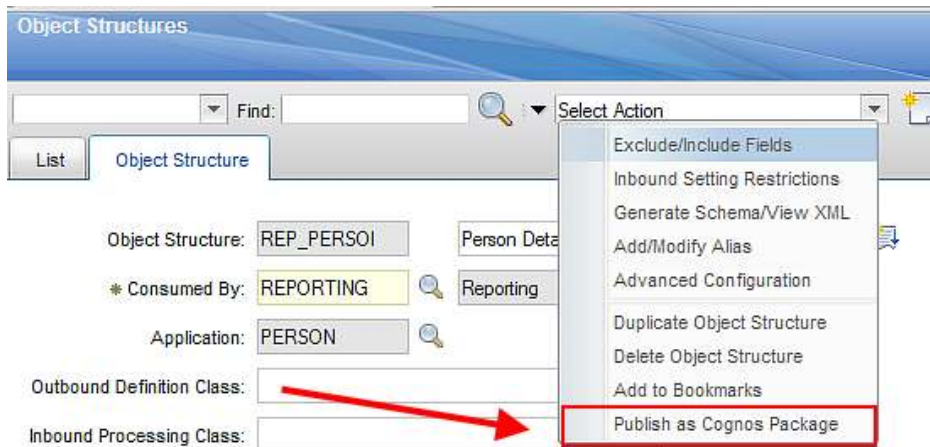 Object Structures
Find:
Select Action
List
Object Structure
Exclude/Include Fields
Inbound Setting Restrictions
Generate Schema/View XML
Add/Modify Alias
Advanced Configuration
Duplicate Object Structure
Delete Object Structure
Add to Bookmarks
Publish as Cognos Package
Object Structure: REP_PERSOI Person Deta
* Consumed By: REPORTING Reporting
Application: PERSON
Outbound Definition Class:
Inbound Processing Class: